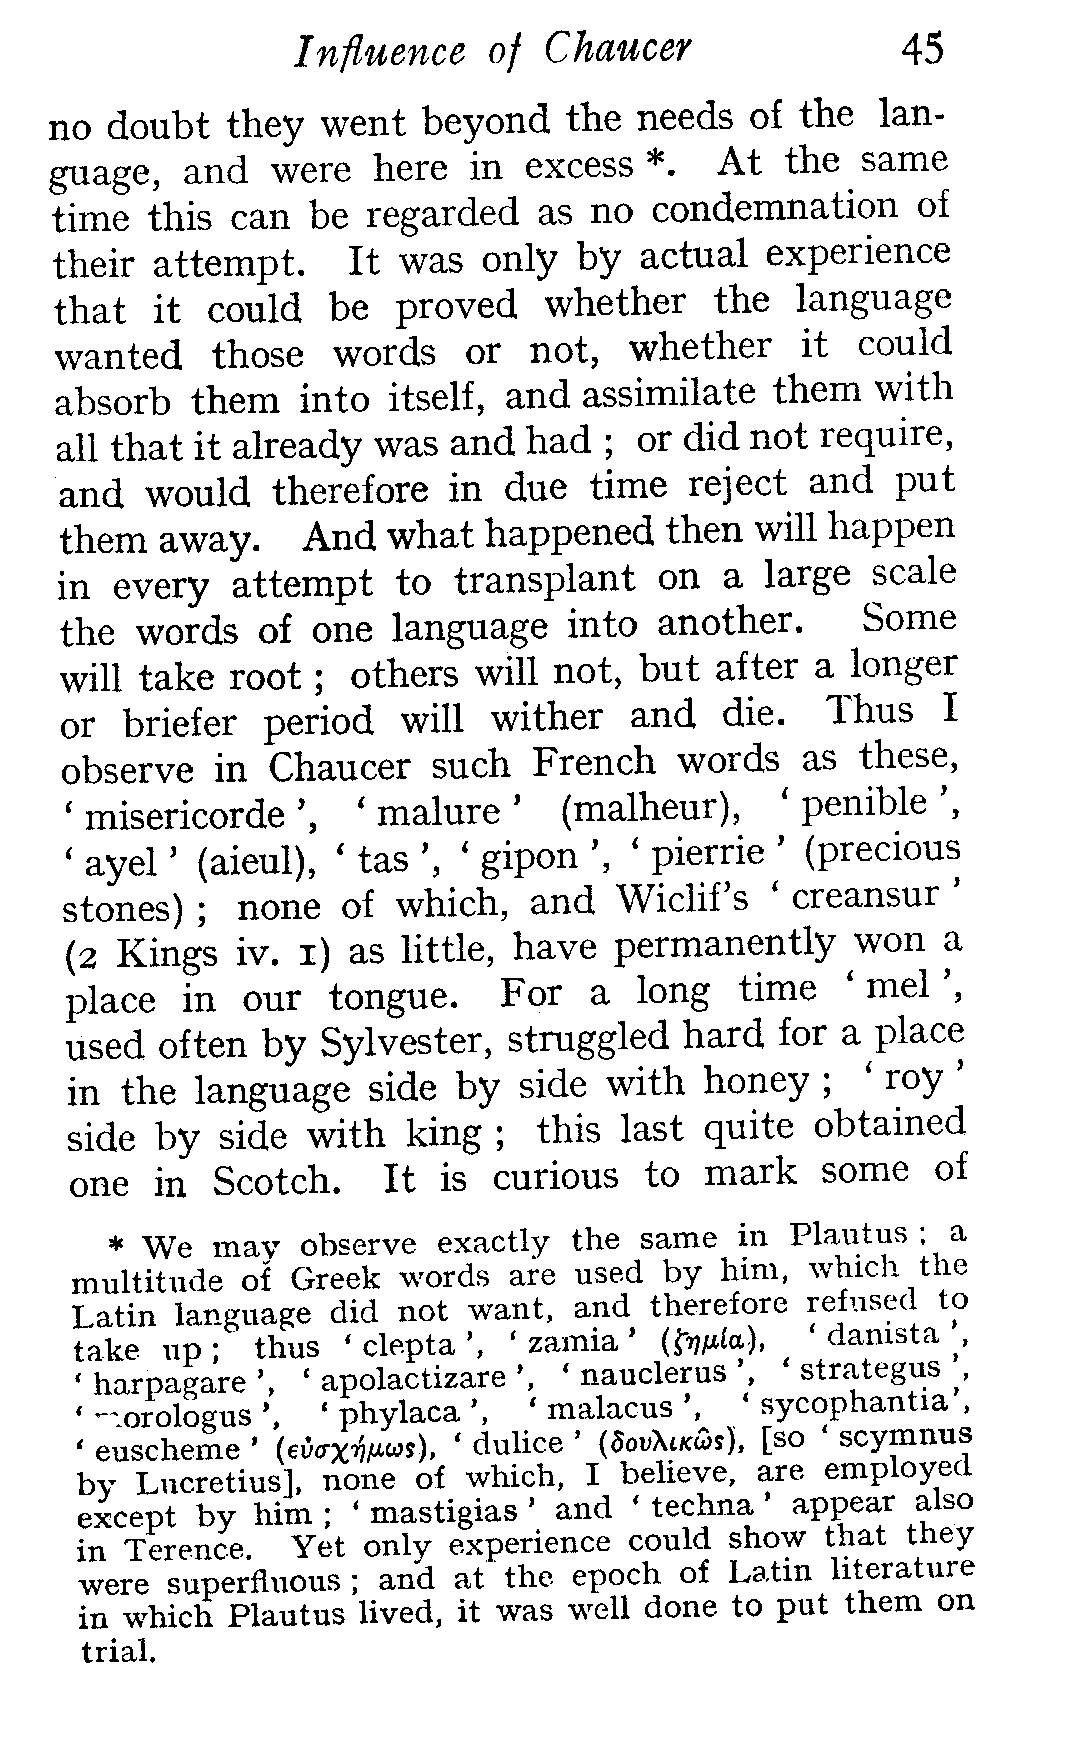 Influence of Chaucer 45
no doubt they went beyond the needs of the lan-
guage, and were here in excess *. At the same
time this can be regarded as no condemnation of
their attempt. It was only by actual experience
that it could be proved whether the language
wanted those words or not, whether it could
absorb them into itself, and assimilate them with
all that it already was and had ; or did not require,
and would therefore in due time reject and put
them away. And what happened then will happen
in every attempt to transplant on a large scale
the words of one language into another. Some
will take root ; others will not, but after a longer
or briefer period will wither and die. Thus I
observe in Chaucer such French words as these,
‘ misericorde ’, ‘ malure ’ (malheur), ‘ penible ’,
‘ ayel ’ (aieul), ‘ tas ’, ‘ gipon ’, ‘ pierrie ’ (precious
stones) ; none of which, and Wiclif’s ‘ creansur ’
(2 Kings iv. 1) as little, have permanently won a
place in our tongue. For a long time ‘ mel ’,
used often by Sylvester, struggled hard for a place
in the language side by side with honey ; ‘ roy ’
side by side with king ; this last quite obtained
one in Scotch. It is curious to mark some of
* We may observe exactly the same in Plautus ; a
multitude of Greek words are used by him, which the
Latin language did not want, and therefore refused to
take up ; thus ‘ clepta ’, ‘ zamia ’ (ζημία), ‘ danista ’,
‘ harpagare ’, ‘ apolactizare ’, ‘ nauclerus ’, ‘ strategus ’,
‘ morologus ’, ‘ phylaca ’, ‘ malacus ’, ‘ sycophantia ’,
‘ euscheme ’ (εὐσχήμως), ‘ dulice ’ (δουλικῶς), [so ‘ scymnus
by Lucretius], none of which, I believe, are employed
except by him ; ‘ mastigias ’ and ‘ techna ’ appear also
in Terence. Yet only experience could show that they
were superfluous ; and at the epoch of Latin literature
in which Plautus lived, it was well done to put them on
trial.